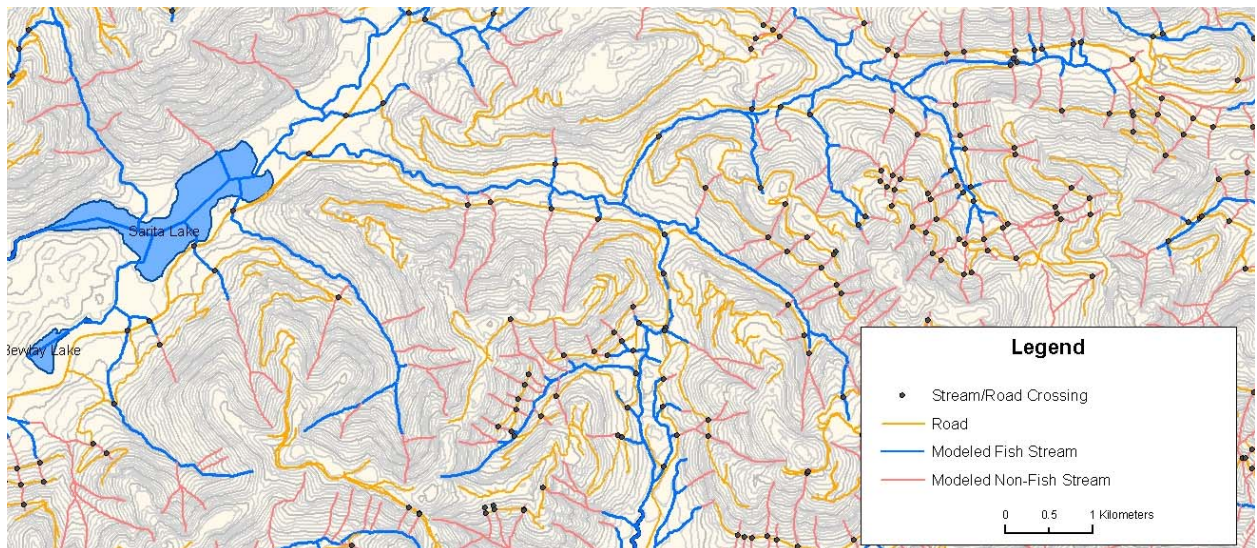 Sarita Lake
Bewlay Lake
Legend
Stream/Road Crossing
Road
Modeled Fish Stream
Modeled Non-Fish Stream
0 0.5 1 Kilometers